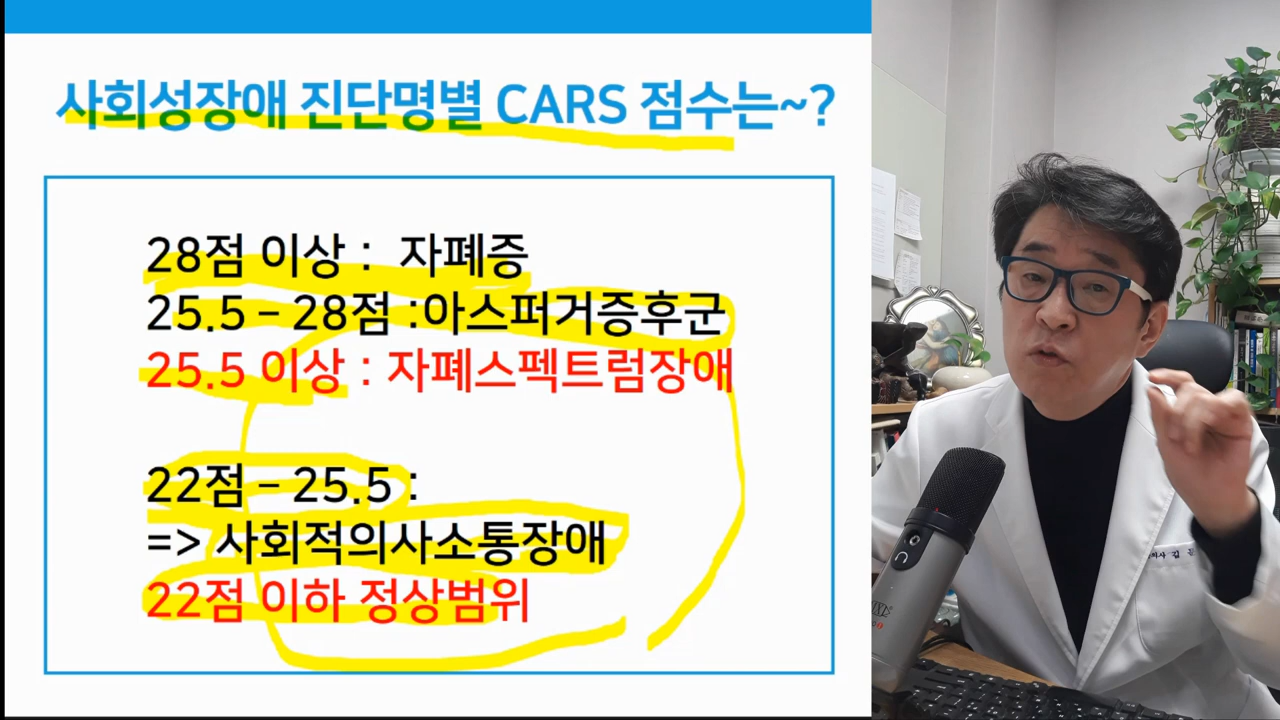 사회성장애 진단명별 CARS 점수는~?
28점 이상 : 자폐증
25.5 – 28점 :아스퍼거증후군
25.5 이상 : 자폐스펙트럼장애
22점 – 25.5 :
=> 사회적의사소통장애
22점 이하 정상범위
의사 김